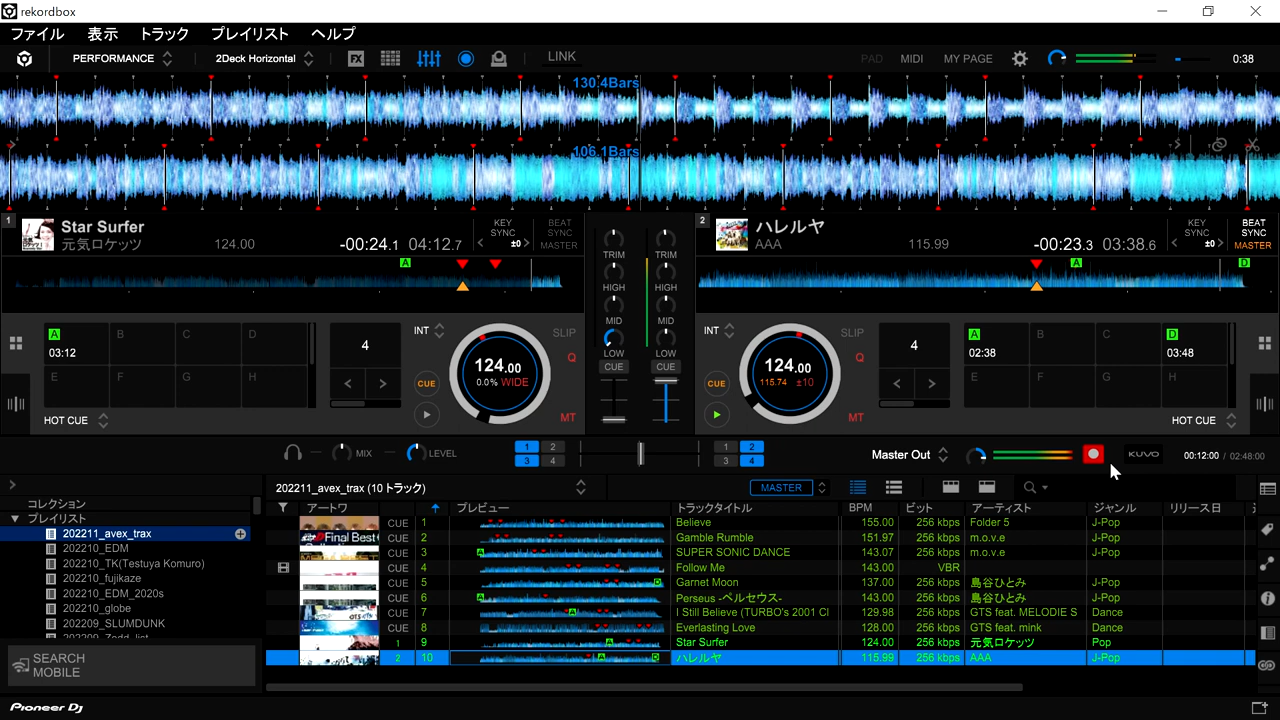 rekordbox
ファイル 表示 トラック プレイリスト ヘルプ
PERFORMANCE 2Deck Horizontal FX LINK PAD MIDI MY PAGE 0:38
130.4Bars
106.1Bars
1 Star Surfer
元気ロケッツ 124.00 -00:24.1 04:12.7
KEY SYNC ±0
BEAT SYNC MASTER
A
2 ハレルヤ
AAA 115.99 -00:23.3 03:38.6
KEY SYNC ±0
BEAT SYNC MASTER
A D
TRIM TRIM
HIGH HIGH
MID MID
LOW LOW
CUE CUE
A B C D
03:12
E F G H
HOT CUE
4
INT SLIP
124.00
0.0% WIDE
Q
CUE
MT
INT SLIP
124.00
115.74 ±10
Q
CUE
MT
4
A B C D
02:38 03:48
E F G H
HOT CUE
MIX LEVEL 1 2 3 4 1 2 3 4 Master Out KUVO 00:12:00 / 02:48:00
202211_avex_trax (10 トラック) MASTER
コレクション
プレイリスト
202211_avex_trax
202210_EDM
202210_TK(Testuya Komuro)
202210_fujikaze
202210_EDM_2020s
202210_globe
202209_SLUMDUNK
202209_Zedd_list
SEARCH
MOBILE
アートワ プレビュー トラックタイトル BPM ビット アーティスト ジャンル リリース日
CUE 1 Believe 155.00 256 kbps Folder 5 J-Pop
Final Best CUE 2 Gamble Rumble 151.97 256 kbps m.o.v.e J-Pop
CUE 3 SUPER SONIC DANCE 143.07 256 kbps m.o.v.e J-Pop
CUE 4 Follow Me 143.00 VBR
CUE 5 Garnet Moon 137.00 256 kbps 島谷ひとみ J-Pop
CUE 6 Perseus -ペルセウス- 138.00 256 kbps 島谷ひとみ J-Pop
CUE 7 I Still Believe (TURBO's 2001 Cl 129.98 256 kbps GTS feat. MELODIE S Dance
CUE 8 Everlasting Love 128.00 256 kbps GTS feat. mink Dance
1 9 Star Surfer 124.00 256 kbps 元気ロケッツ Pop
2 10 ハレルヤ 115.99 256 kbps AAA J-Pop
Pioneer Dj